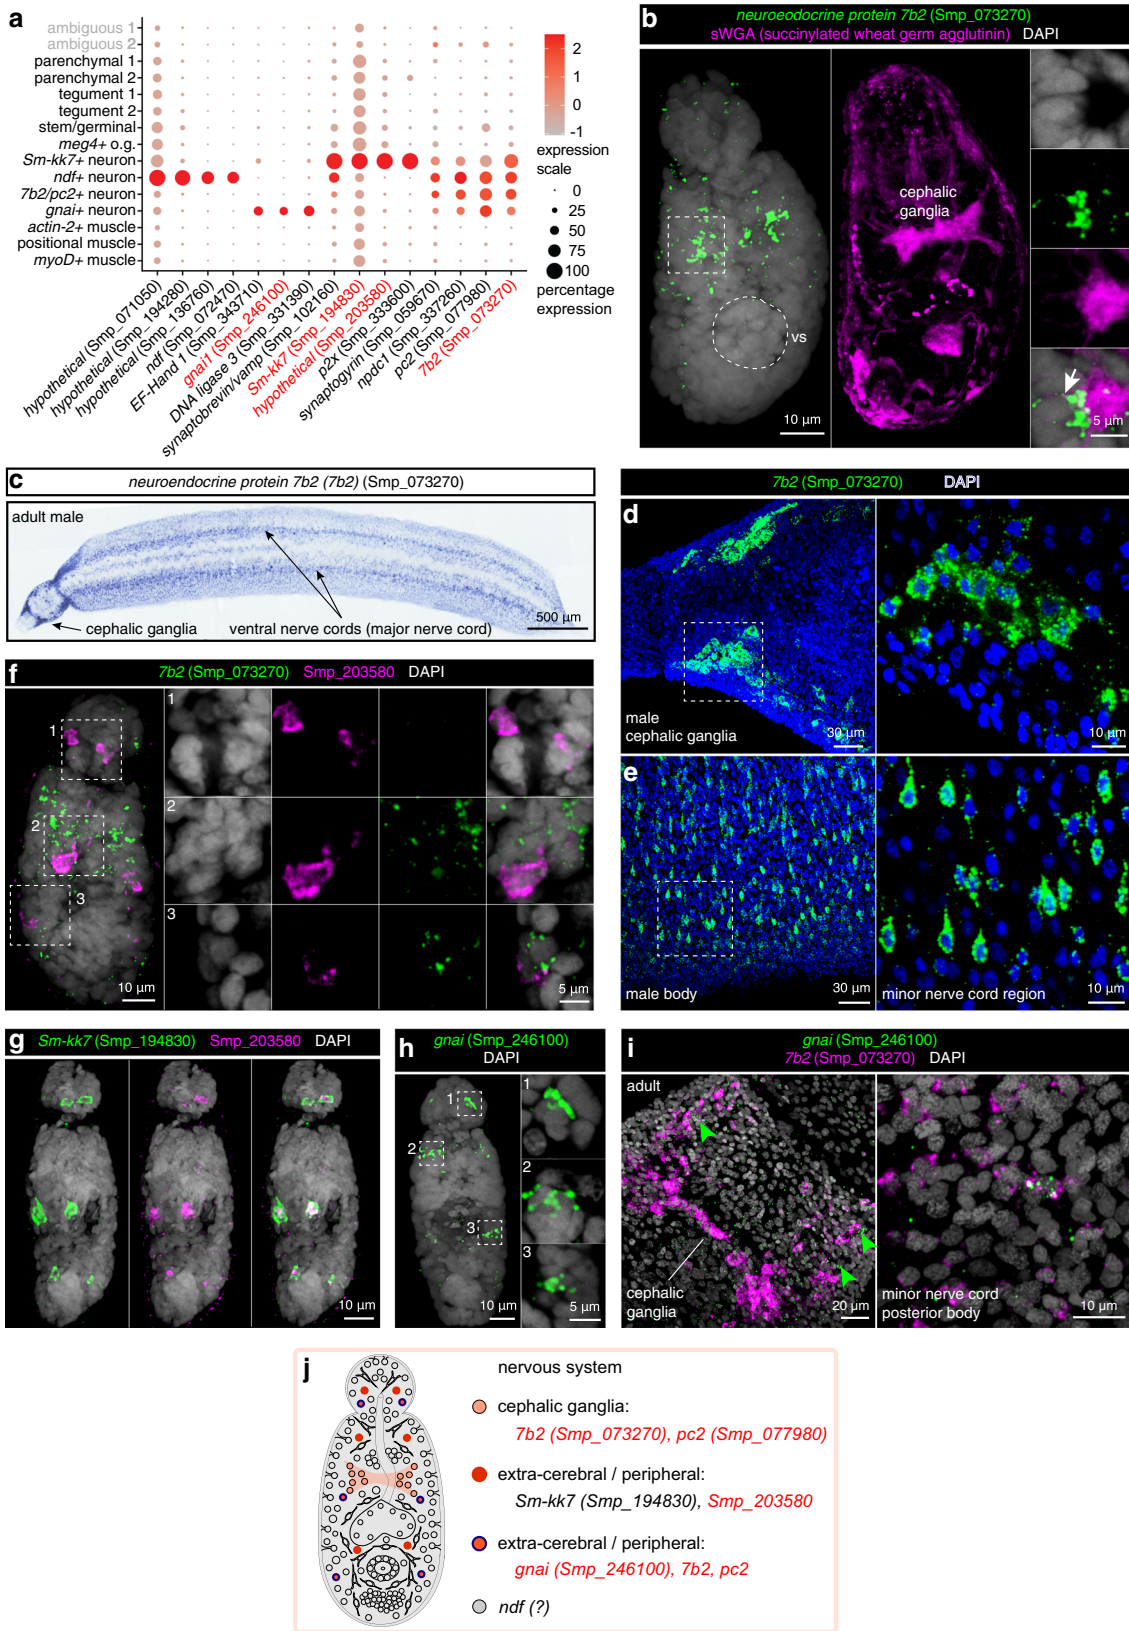 a
ambiguous 1
ambiguous 2
parenchymal 1
parenchymal 2
tegument 1
tegument 2
stem/germinal
meg4+ o.g.
Sm-kk7+ neuron
ndf+ neuron
7b2/pc2+ neuron
gnai+ neuron
actin-2+ muscle
positional muscle
myoD+ muscle
hypothetical (Smp_071050)
hypothetical (Smp_194280)
hypothetical (Smp_136760)
ndf (Smp_072470)
EF-Hand 1 (Smp_343710)
gnai1 (Smp_246100)
DNA ligase 3 (Smp_331390)
synaptobrevin/vamp (Smp_102160)
Sm-kk7 (Smp_194830)
hypothetical (Smp_203580)
p2x (Smp_333600)
synaptogyrin (Smp_059670)
npdc1 (Smp_337260)
pc2 (Smp_077980)
7b2 (Smp_073270)
2
1
0
-1
expression
scale
0
25
50
75
100
percentage
expression
b
neuroeodocrine protein 7b2 (Smp_073270)
sWGA (succinylated wheat germ agglutinin) DAPI
cephalic
ganglia
vs
10 µm
5 µm
c
neuroendocrine protein 7b2 (7b2) (Smp_073270)
adult male
cephalic ganglia
ventral nerve cords (major nerve cord)
500 µm
7b2 (Smp_073270) DAPI
d
male
cephalic ganglia
30 µm
10 µm
e
male body
30 µm
minor nerve cord region
10 µm
f
7b2 (Smp_073270) Smp_203580 DAPI
1
2
3
10 µm
1
2
3
5 µm
g
Sm-kk7 (Smp_194830) Smp_203580 DAPI
10 µm
h
gnai (Smp_246100)
DAPI
1
2
3
10 µm
1
2
3
5 µm
i
gnai (Smp_246100)
7b2 (Smp_073270) DAPI
adult
cephalic
ganglia
20 µm
minor nerve cord
posterior body
10 µm
j
nervous system
cephalic ganglia:
7b2 (Smp_073270), pc2 (Smp_077980)
extra-cerebral / peripheral:
Sm-kk7 (Smp_194830), Smp_203580
extra-cerebral / peripheral:
gnai (Smp_246100), 7b2, pc2
ndf (?)